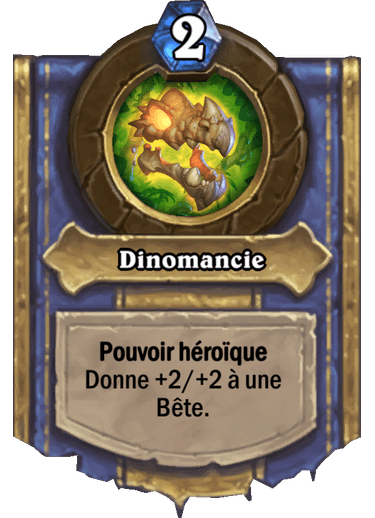 2
Dinomancie
Pouvoir héroïque
Donne +2/+2 à une
Bête.